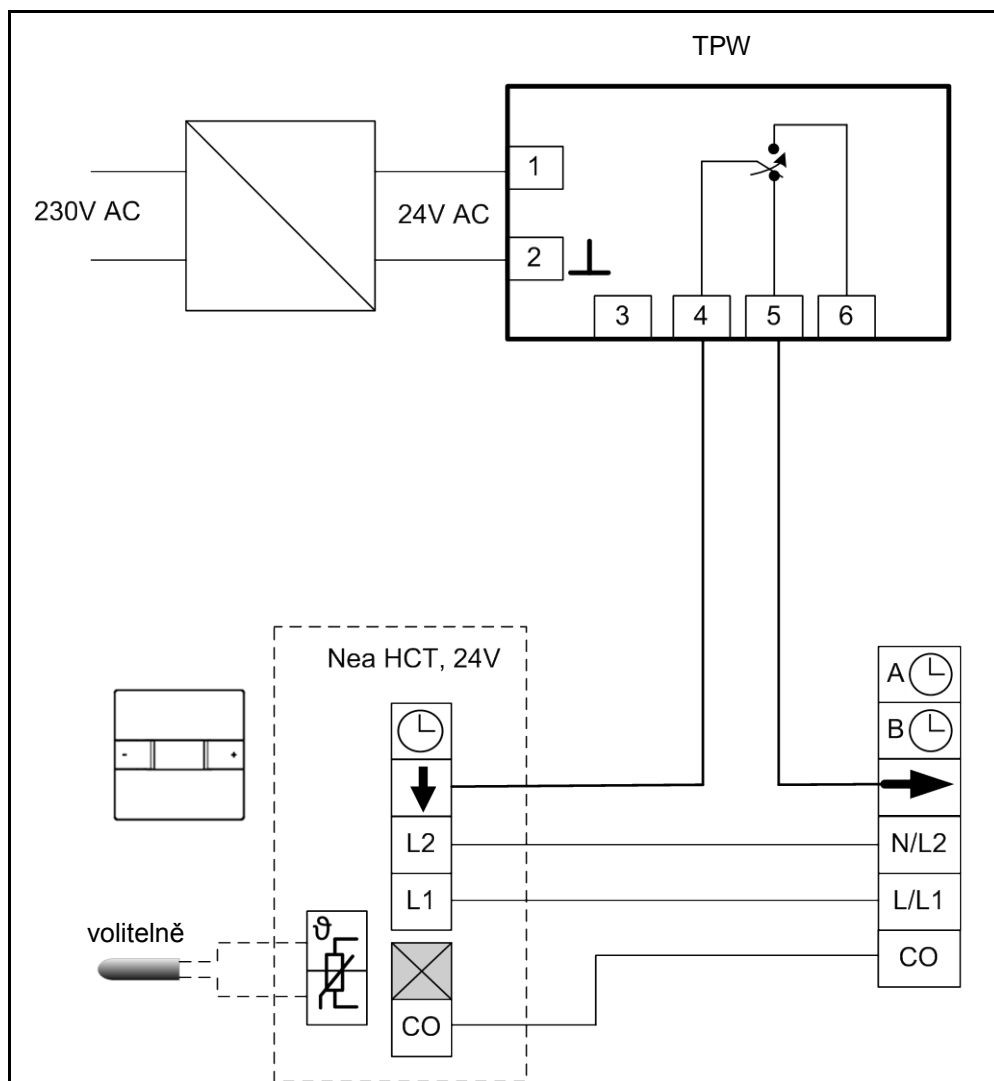 TPW
230V AC
24V AC
1
2
3
4
5
6
Nea HCT, 24V
L2
L1
CO
- +
volitelně
ϑ
A
B
N/L2
L/L1
CO